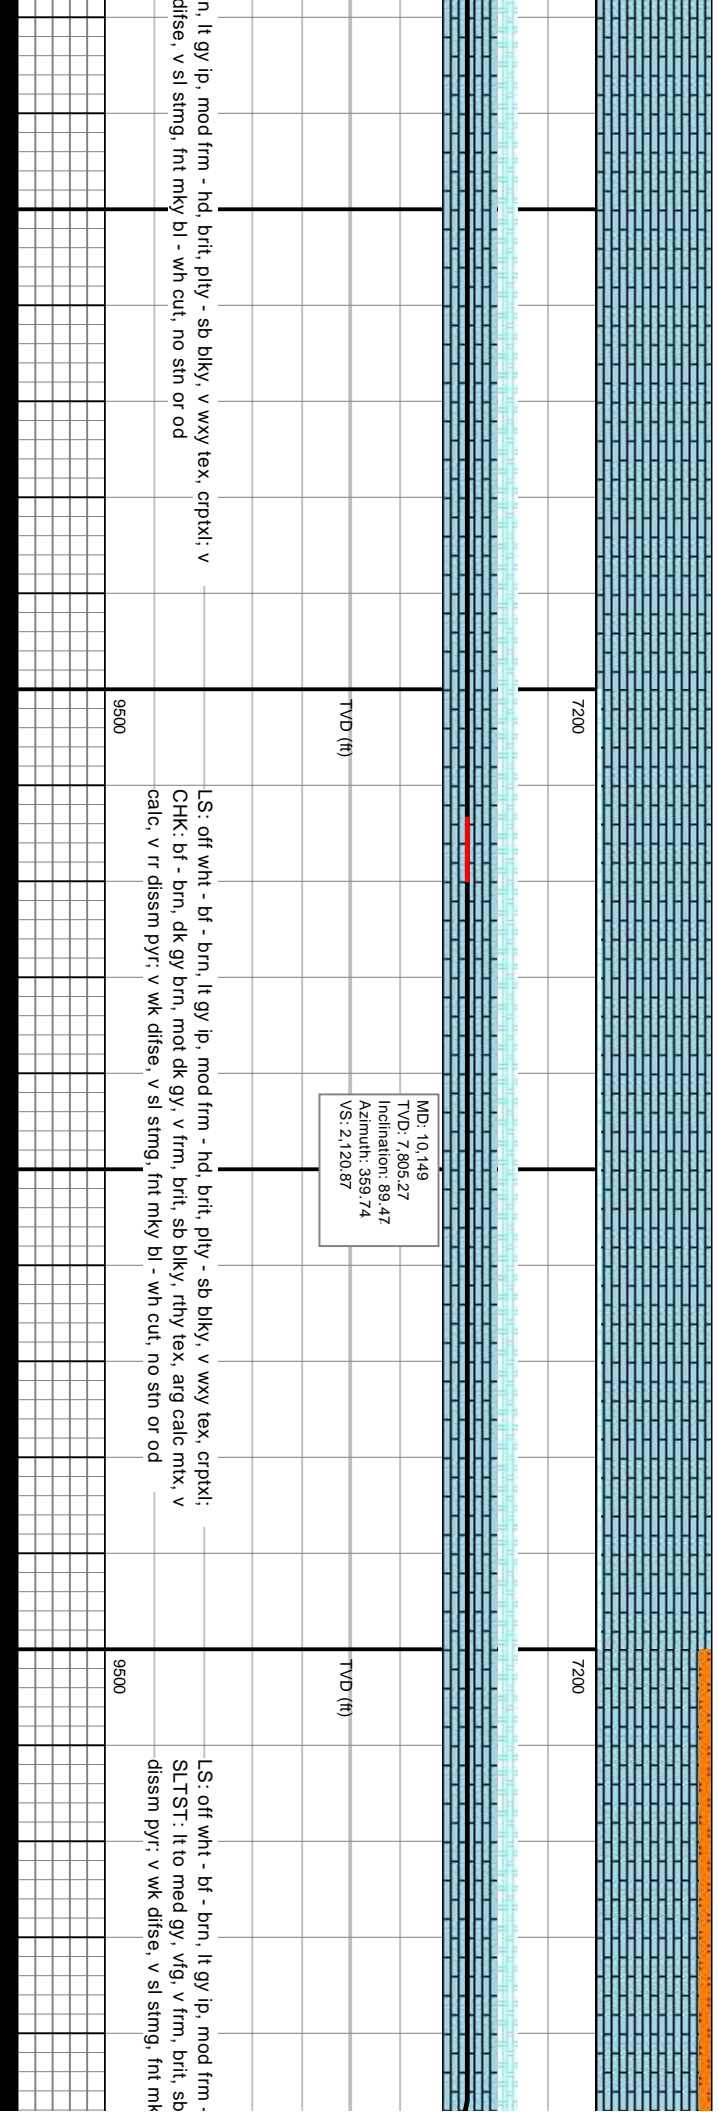 n, lt gy ip, mod frm - hd, brit, plty - sb blky, v wxy tex, crptxl; v
difse, v sl stmg, fnt mky bl - wh cut, no stn or od
7200
TVD (ft)
9500
LS: off wht - bf - brn, lt gy ip, mod frm - hd, brit, plty - sb blky, v wxy tex, crptxl;
CHK: bf - brn, dk gy brn, mot dk gy, v frm, brit, sb blky, rthy tex, arg calc mtx, v
calc, v rr dissm pyr; v wk difse, v sl stmg, fnt mky bl - wh cut, no stn or od
MD: 10,149
TVD: 7,805.27
Inclination: 89.47
Azimuth: 359.74
VS: 2,120.87
7200
TVD (ft)
9500
LS: off wht - bf - brn, lt gy ip, mod frm -
SLTST: lt to med gy, vfg, v frm, brit, sb
dissm pyr; v wk difse, v sl stmg, fnt mk